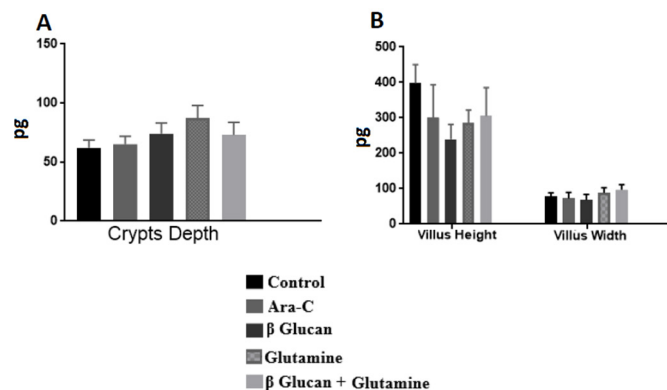 A
150
100
50
0
pg
Crypts Depth
B
500
400
300
200
100
0
pg
Villus Height Villus Width
Control
Ara-C
β Glucan
Glutamine
β Glucan + Glutamine